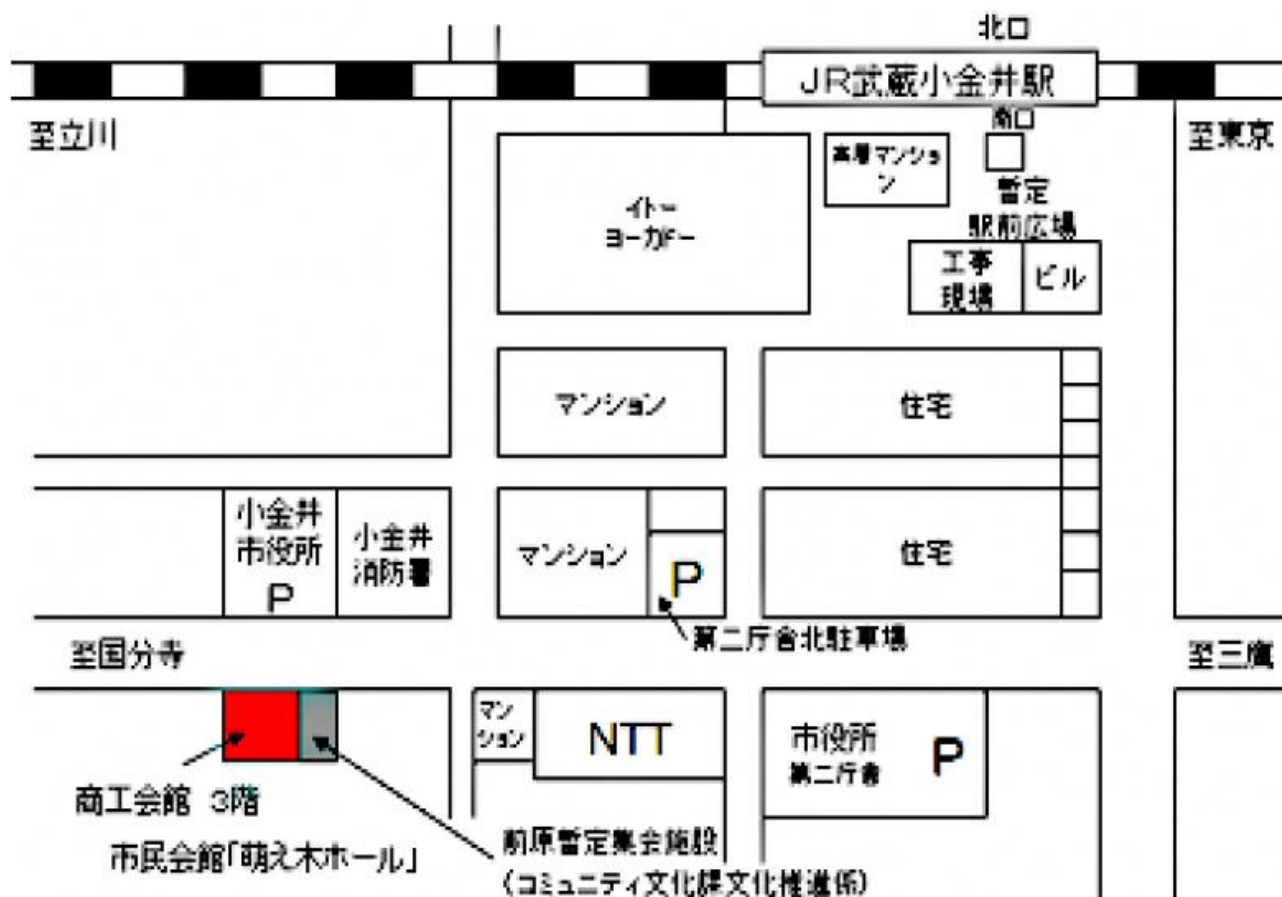 北口
JR武蔵小金井駅
南口
至立川
至東京
高層マンショ
ン
暫定
駅前広場
イトー
ヨーカドー
工事
現場
ビル
マンション
住宅
小金井
市役所
P
小金井
消防署
マンション
P
住宅
第二庁舎北駐車場
至国分寺
至三鷹
マン
ション
NTT
市役所
第二庁舎
P
商工会館 3階
市民会館「萌え木ホール」
前原暫定集会施設
(コミュニティ文化課文化推進係)